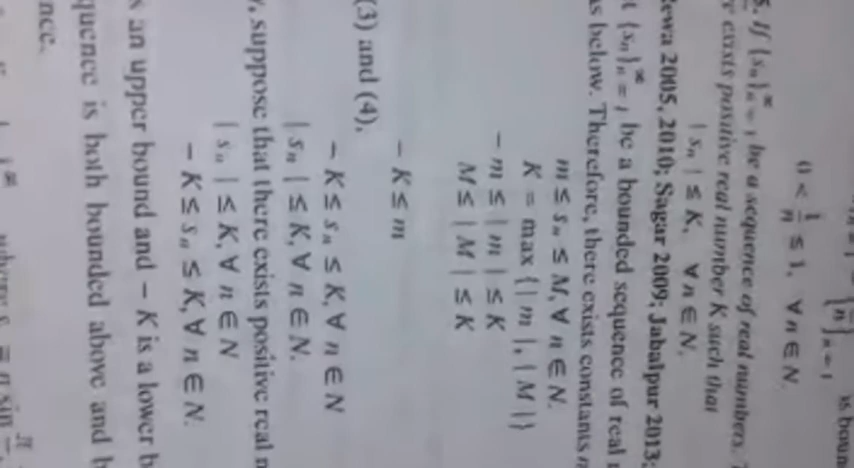 is boun
0 < 1/n ≤ 1, ∀ n ∈ N.
5. If {sₙ}∞ₙ₌₁ be a sequence of real numbers.
exists positive real number K such that
| sₙ | ≤ K, ∀ n ∈ N.
Rewa 2005, 2010; Sagar 2009; Jabalpur 2013;
{sₙ}∞ₙ₌₁ be a bounded sequence of real
as below. Therefore, there exists constants
m ≤ sₙ ≤ M, ∀ n ∈ N.
K = max {| m |, | M |}
− m ≤ | m | ≤ K
M ≤ | M | ≤ K
− K ≤ m
(3) and (4),
− K ≤ sₙ ≤ K, ∀ n ∈ N
| sₙ | ≤ K, ∀ n ∈ N.
, suppose that there exists positive real
| sₙ | ≤ K, ∀ n ∈ N
− K ≤ sₙ ≤ K, ∀ n ∈ N.
an upper bound and − K is a lower
quence is both bounded above and
nce.
= n sin π